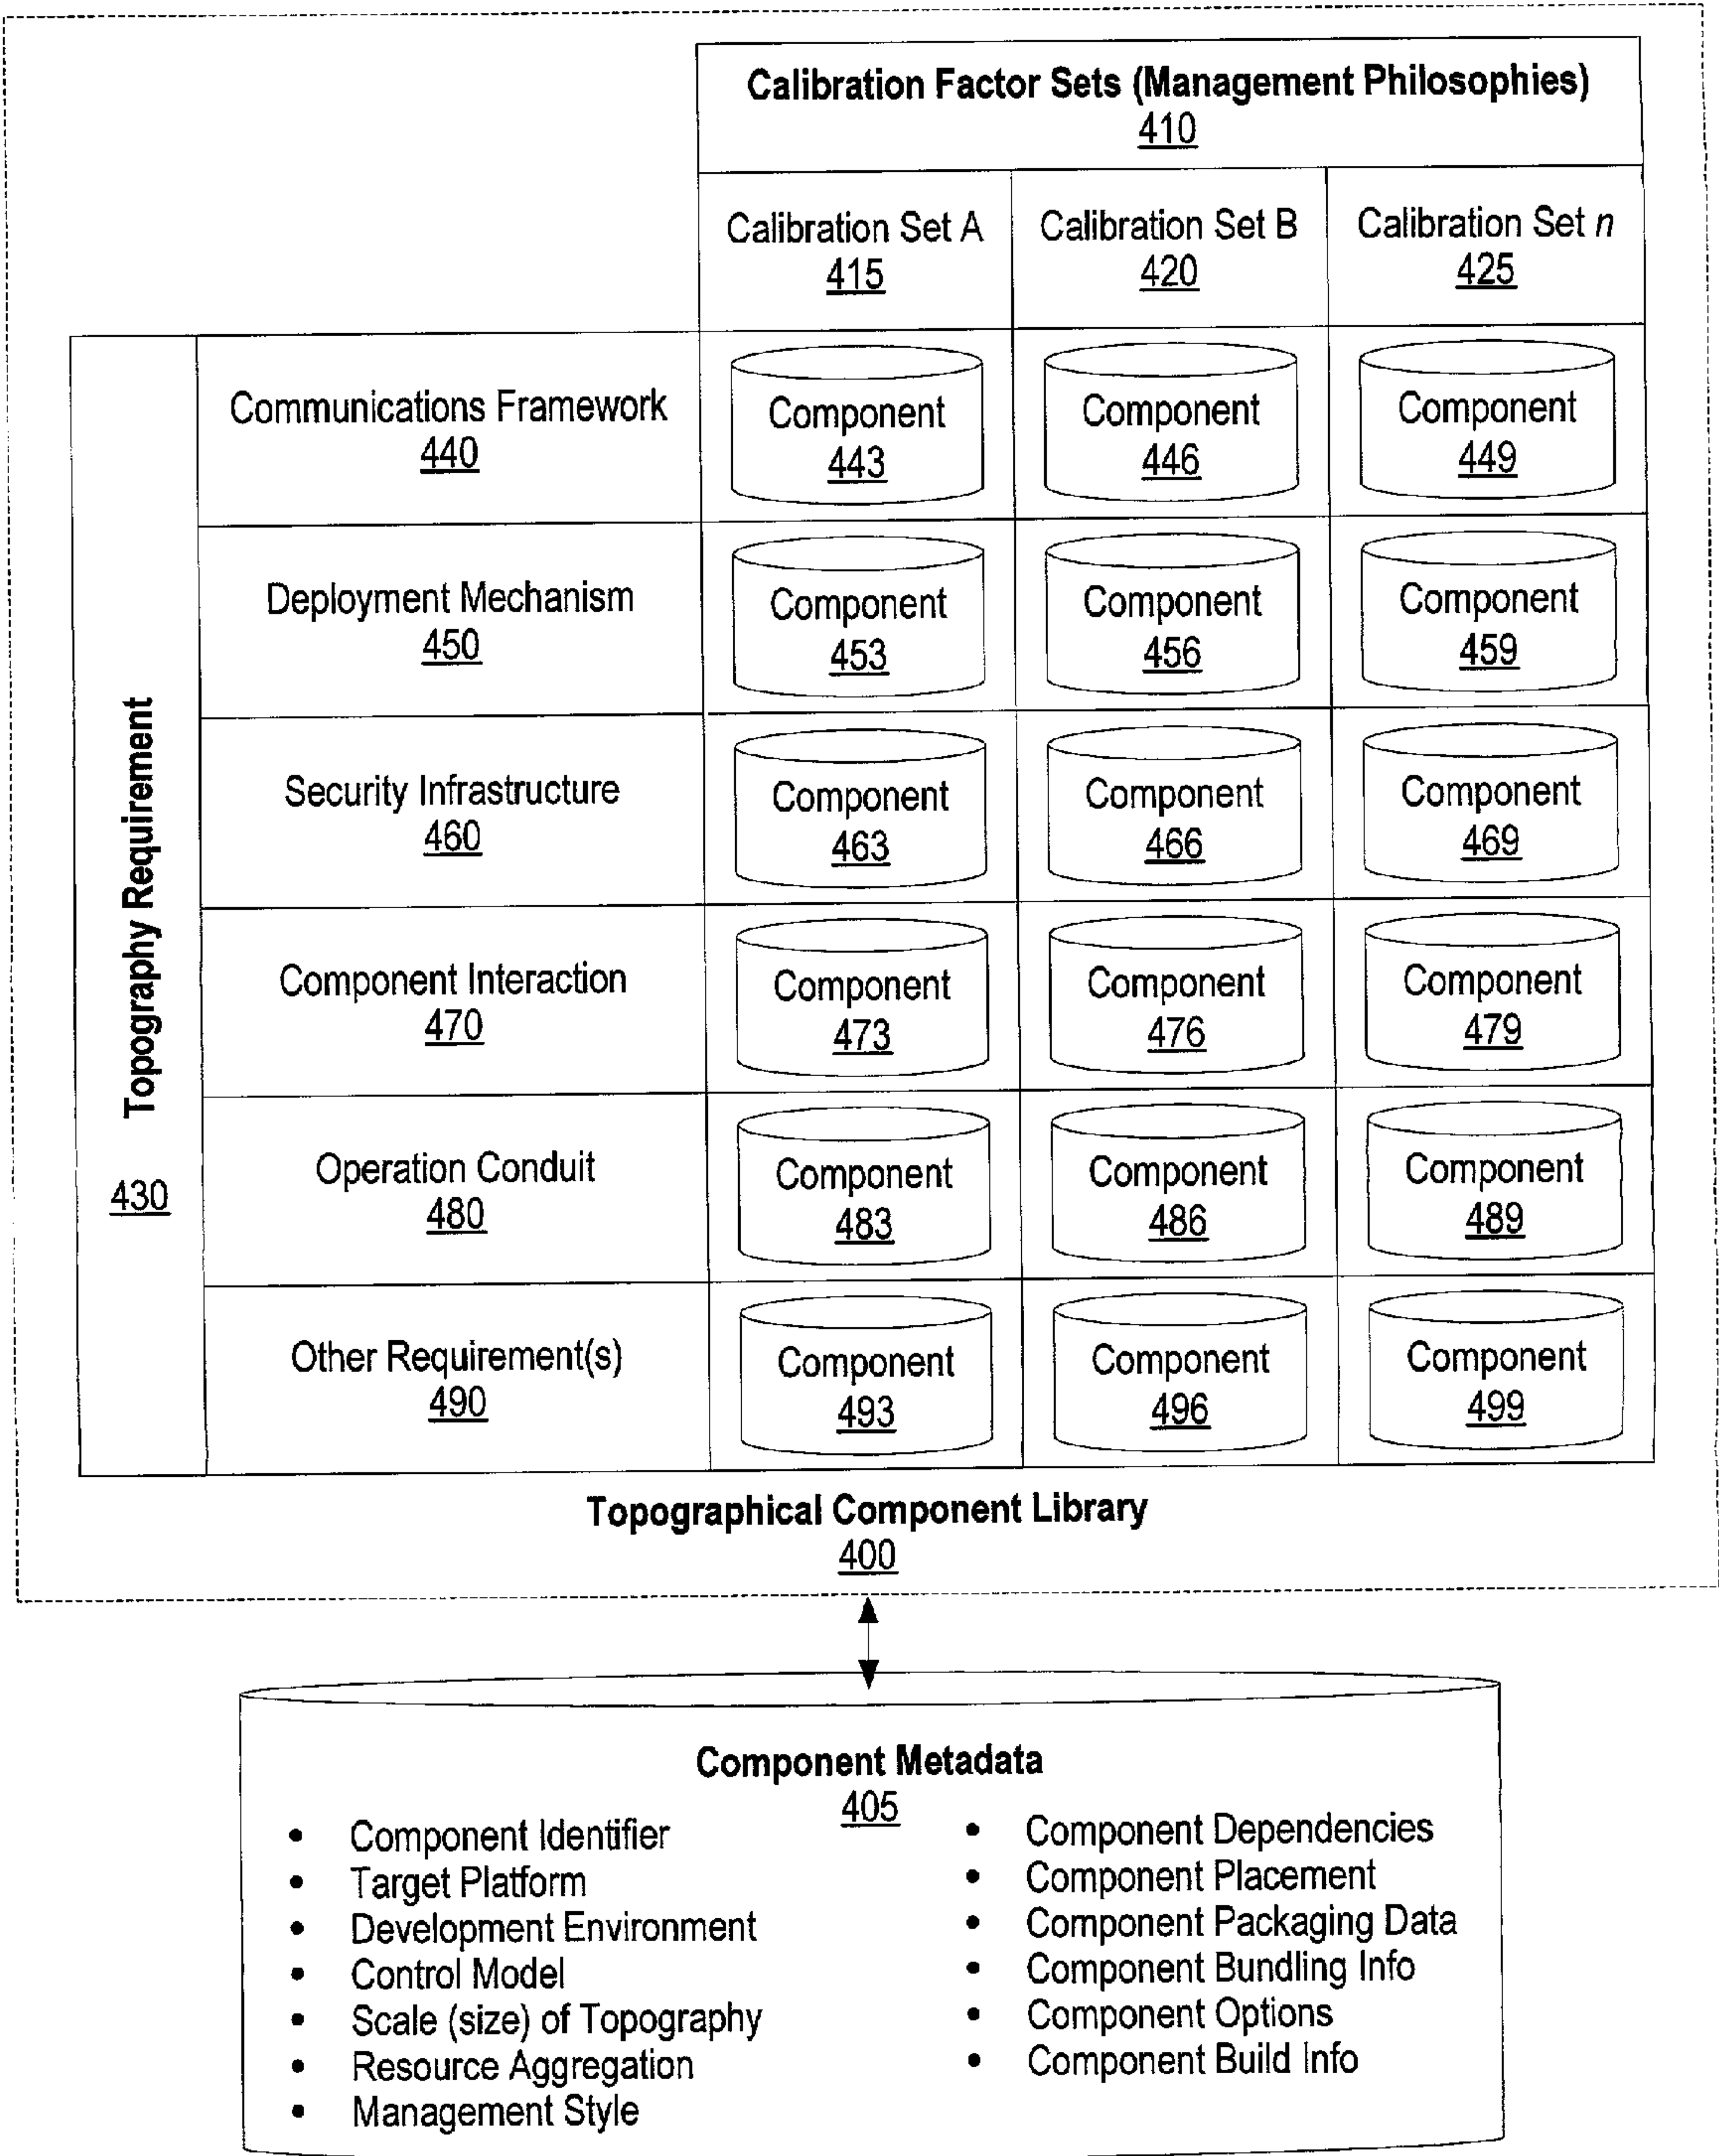 Calibration Factor Sets (Management Philosophies)
410
Calibration Set A
415
Calibration Set B
420
Calibration Set n
425
Topography Requirement
430
Communications Framework
440
Component
443
Component
446
Component
449
Deployment Mechanism
450
Component
453
Component
456
Component
459
Security Infrastructure
460
Component
463
Component
466
Component
469
Component Interaction
470
Component
473
Component
476
Component
479
Operation Conduit
480
Component
483
Component
486
Component
489
Other Requirement(s)
490
Component
493
Component
496
Component
499
Topographical Component Library
400
Component Metadata
405
• Component Identifier
• Target Platform
• Development Environment
• Control Model
• Scale (size) of Topography
• Resource Aggregation
• Management Style
• Component Dependencies
• Component Placement
• Component Packaging Data
• Component Bundling Info
• Component Options
• Component Build Info